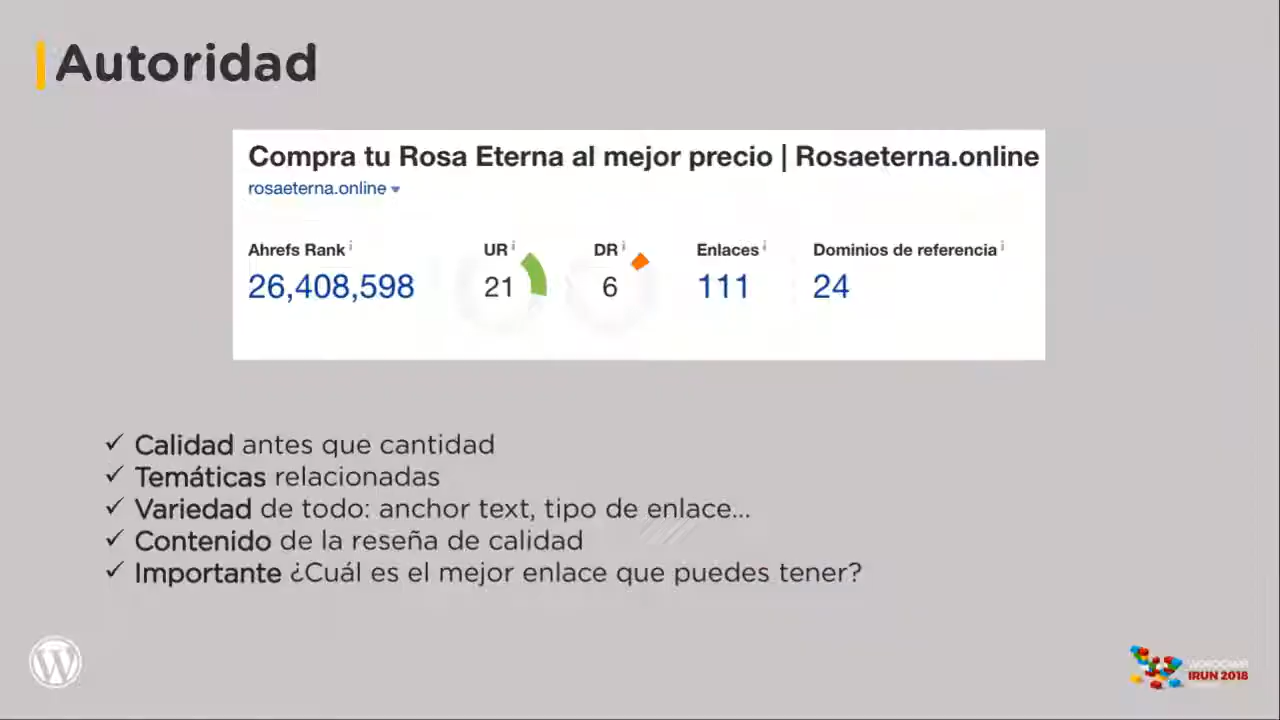 Autoridad
Compra tu Rosa Eterna al mejor precio | Rosaeterna.online
rosaeterna.online
Ahrefs Rank i UR i DR i Enlaces i Dominios de referencia i
26,408,598 21 6 111 24
✓ Calidad antes que cantidad
✓ Temáticas relacionadas
✓ Variedad de todo: anchor text, tipo de enlace...
✓ Contenido de la reseña de calidad
✓ Importante ¿Cuál es el mejor enlace que puedes tener?
WORDCAMP
IRUN 2018